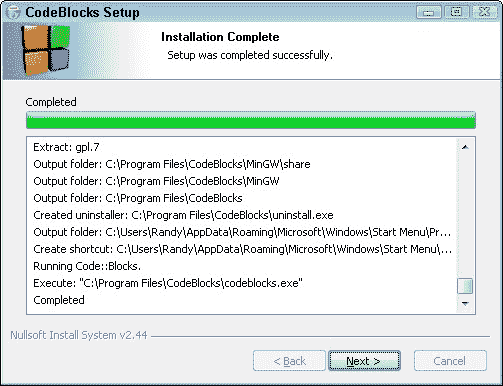 CodeBlocks Setup
Installation Complete
Setup was completed successfully.
Completed
Extract: gpl.7
Output folder: C:\Program Files\CodeBlocks\MinGW\share
Output folder: C:\Program Files\CodeBlocks\MinGW
Output folder: C:\Program Files\CodeBlocks
Created uninstaller: C:\Program Files\CodeBlocks\uninstall.exe
Output folder: C:\Users\Randy\AppData\Roaming\Microsoft\Windows\Start Menu\Pr...
Create shortcut: C:\Users\Randy\AppData\Roaming\Microsoft\Windows\Start Menu\...
Running Code::Blocks.
Execute: "C:\Program Files\CodeBlocks\codeblocks.exe"
Completed
Nullsoft Install System v2.44
< Back Next > Cancel